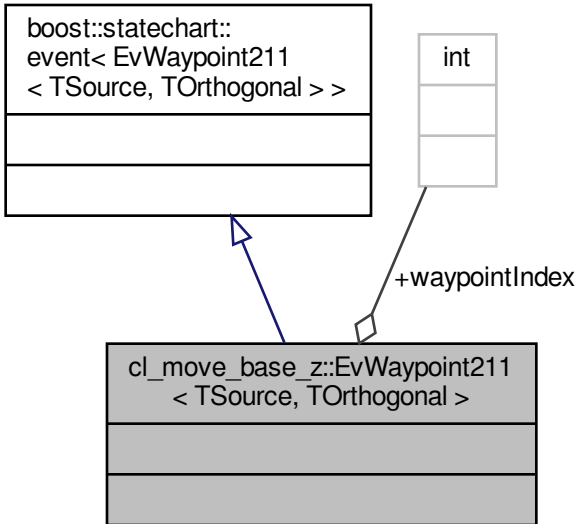 boost::statechart::
event< EvWaypoint211
< TSource, TOrthogonal > >
int
+waypointIndex
cl_move_base_z::EvWaypoint211
< TSource, TOrthogonal >